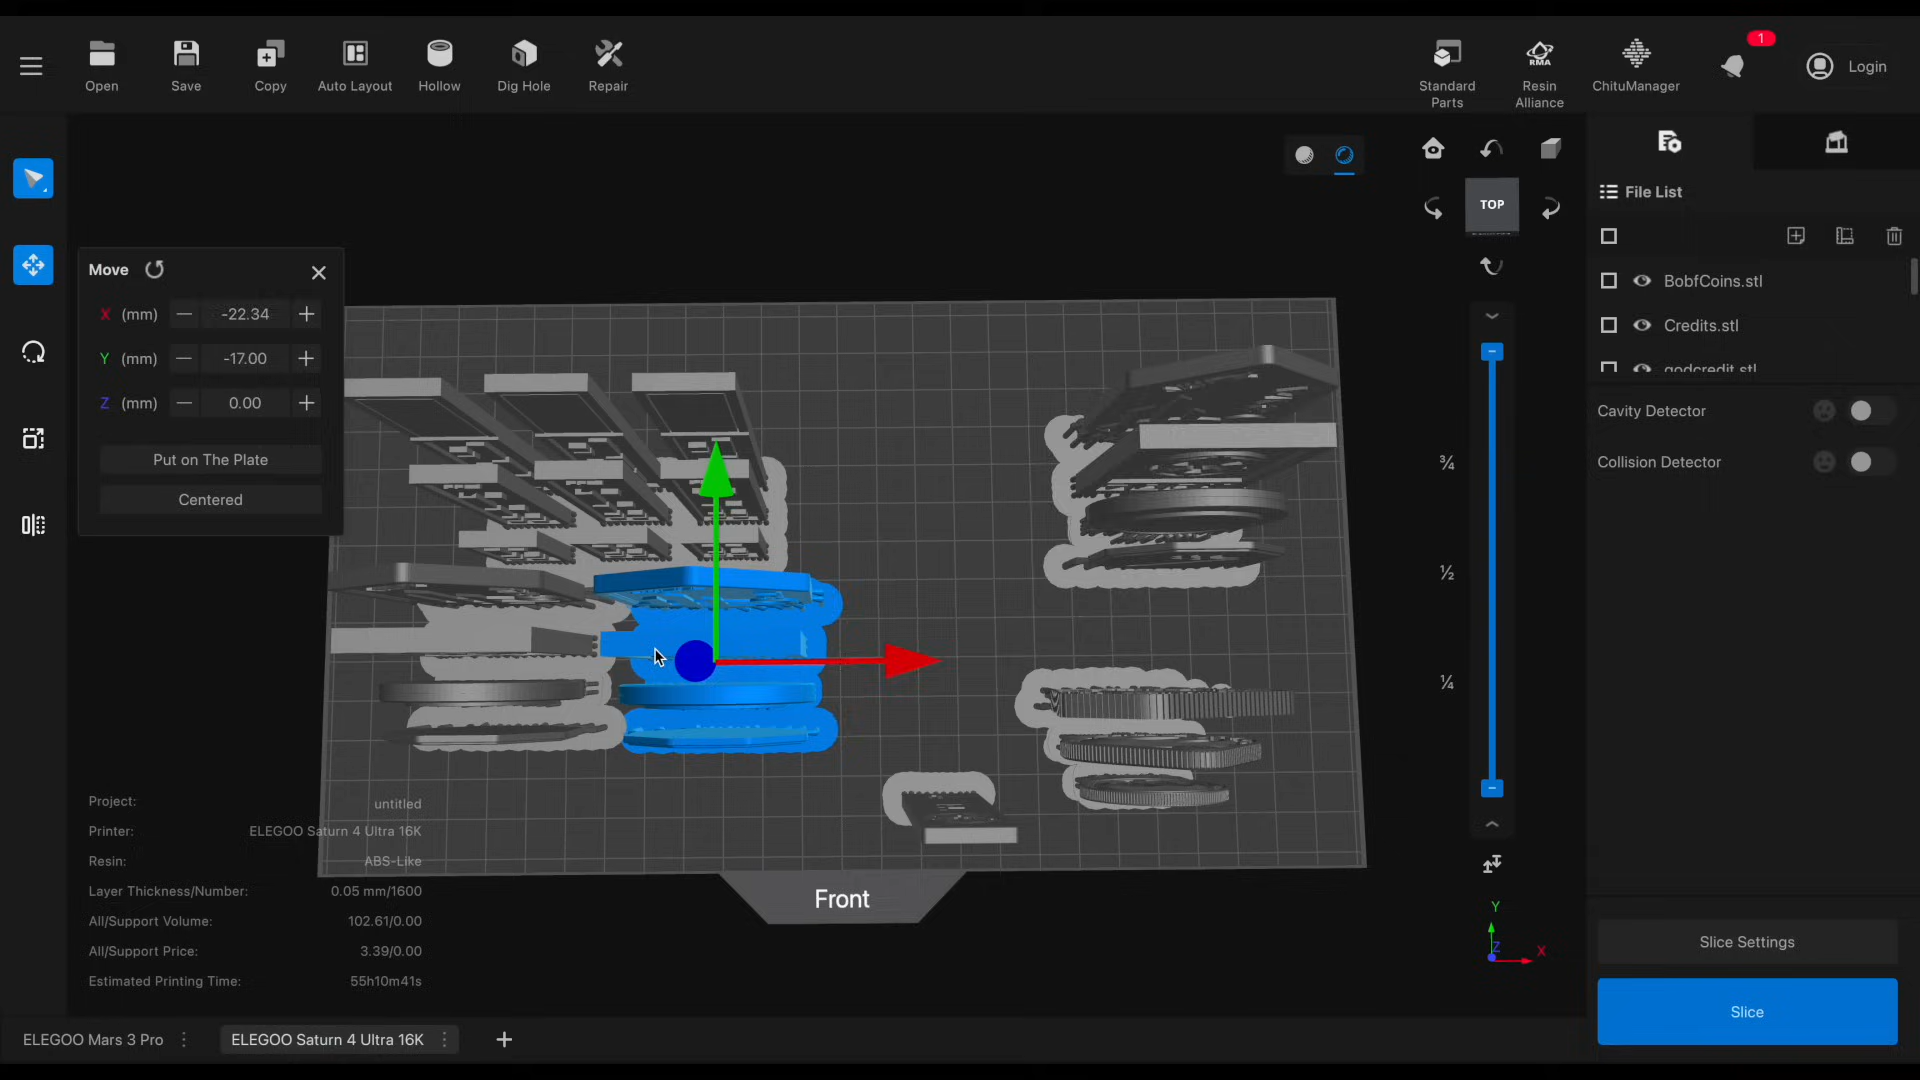 Open
Save
Copy
Auto Layout
Hollow
Dig Hole
Repair
Standard
Parts
RMA
Resin
Alliance
ChituManager
1
Login
TOP
File List
BobfCoins.stl
Credits.stl
godcredit.stl
Cavity Detector
Collision Detector
Move
X (mm) -22.34
Y (mm) -17.00
Z (mm) 0.00
Put on The Plate
Centered
3/4
1/2
1/4
Project: untitled
Printer: ELEGOO Saturn 4 Ultra 16K
Resin: ABS-Like
Layer Thickness/Number: 0.05 mm/1600
All/Support Volume: 102.61/0.00
All/Support Price: 3.39/0.00
Estimated Printing Time: 55h10m41s
Front
Y
Z
X
Slice Settings
Slice
ELEGOO Mars 3 Pro
ELEGOO Saturn 4 Ultra 16K